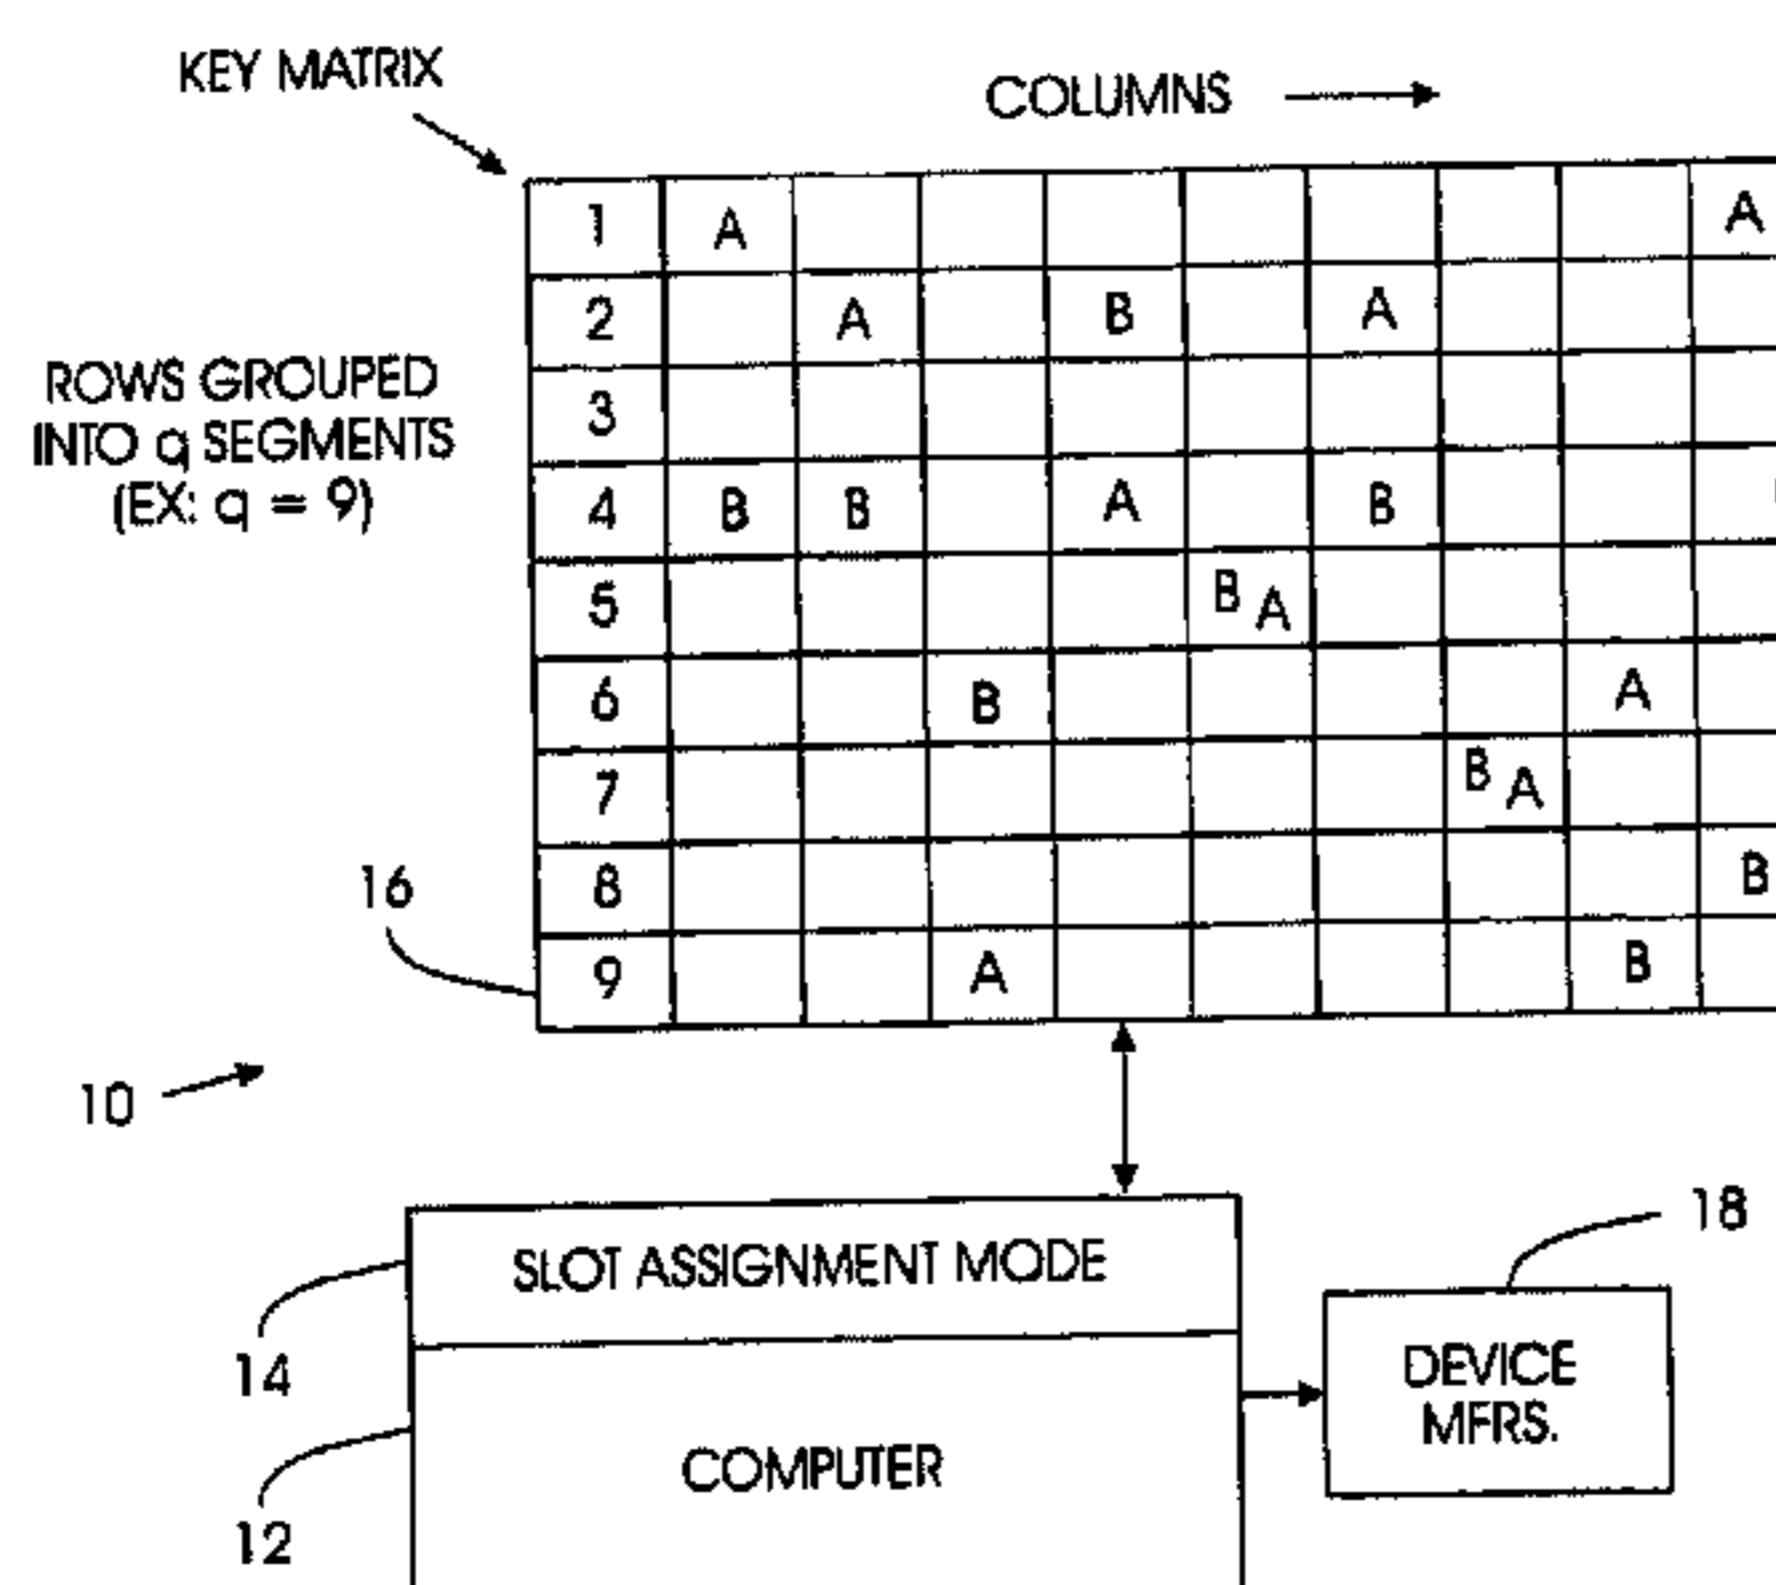 KEY MATRIX
COLUMNS
1 A A
2 A B A
ROWS GROUPED
INTO q SEGMENTS
(EX: q = 9)
3
4 B B A B
5 B A
6 B A
7 B A
8 B
9 A B
16
10
18
SLOT ASSIGNMENT MODE
14
DEVICE
MFRS.
COMPUTER
12